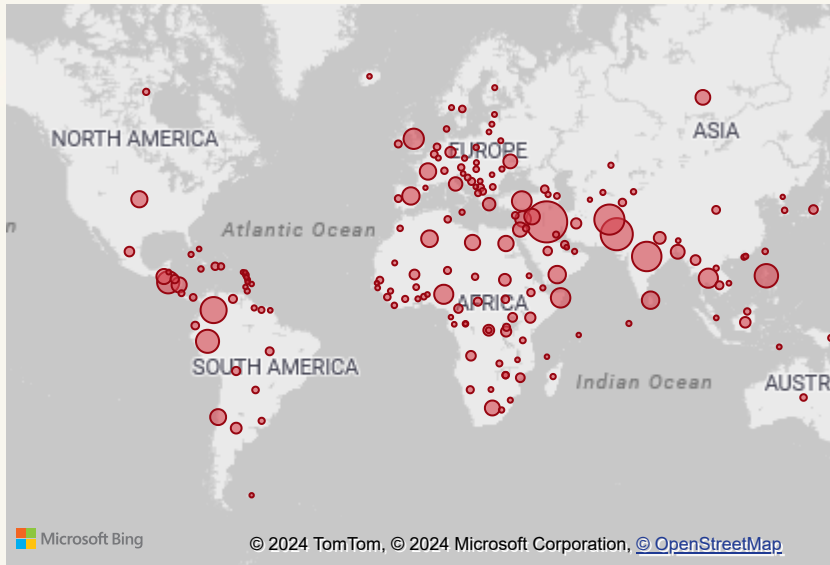 NORTH AMERICA
ASIA
EUROPE
Atlantic Ocean
n
AFRICA
SOUTH AMERICA
Indian Ocean
AUSTR
Microsoft Bing
© 2024 TomTom, © 2024 Microsoft Corporation, © OpenStreetMap